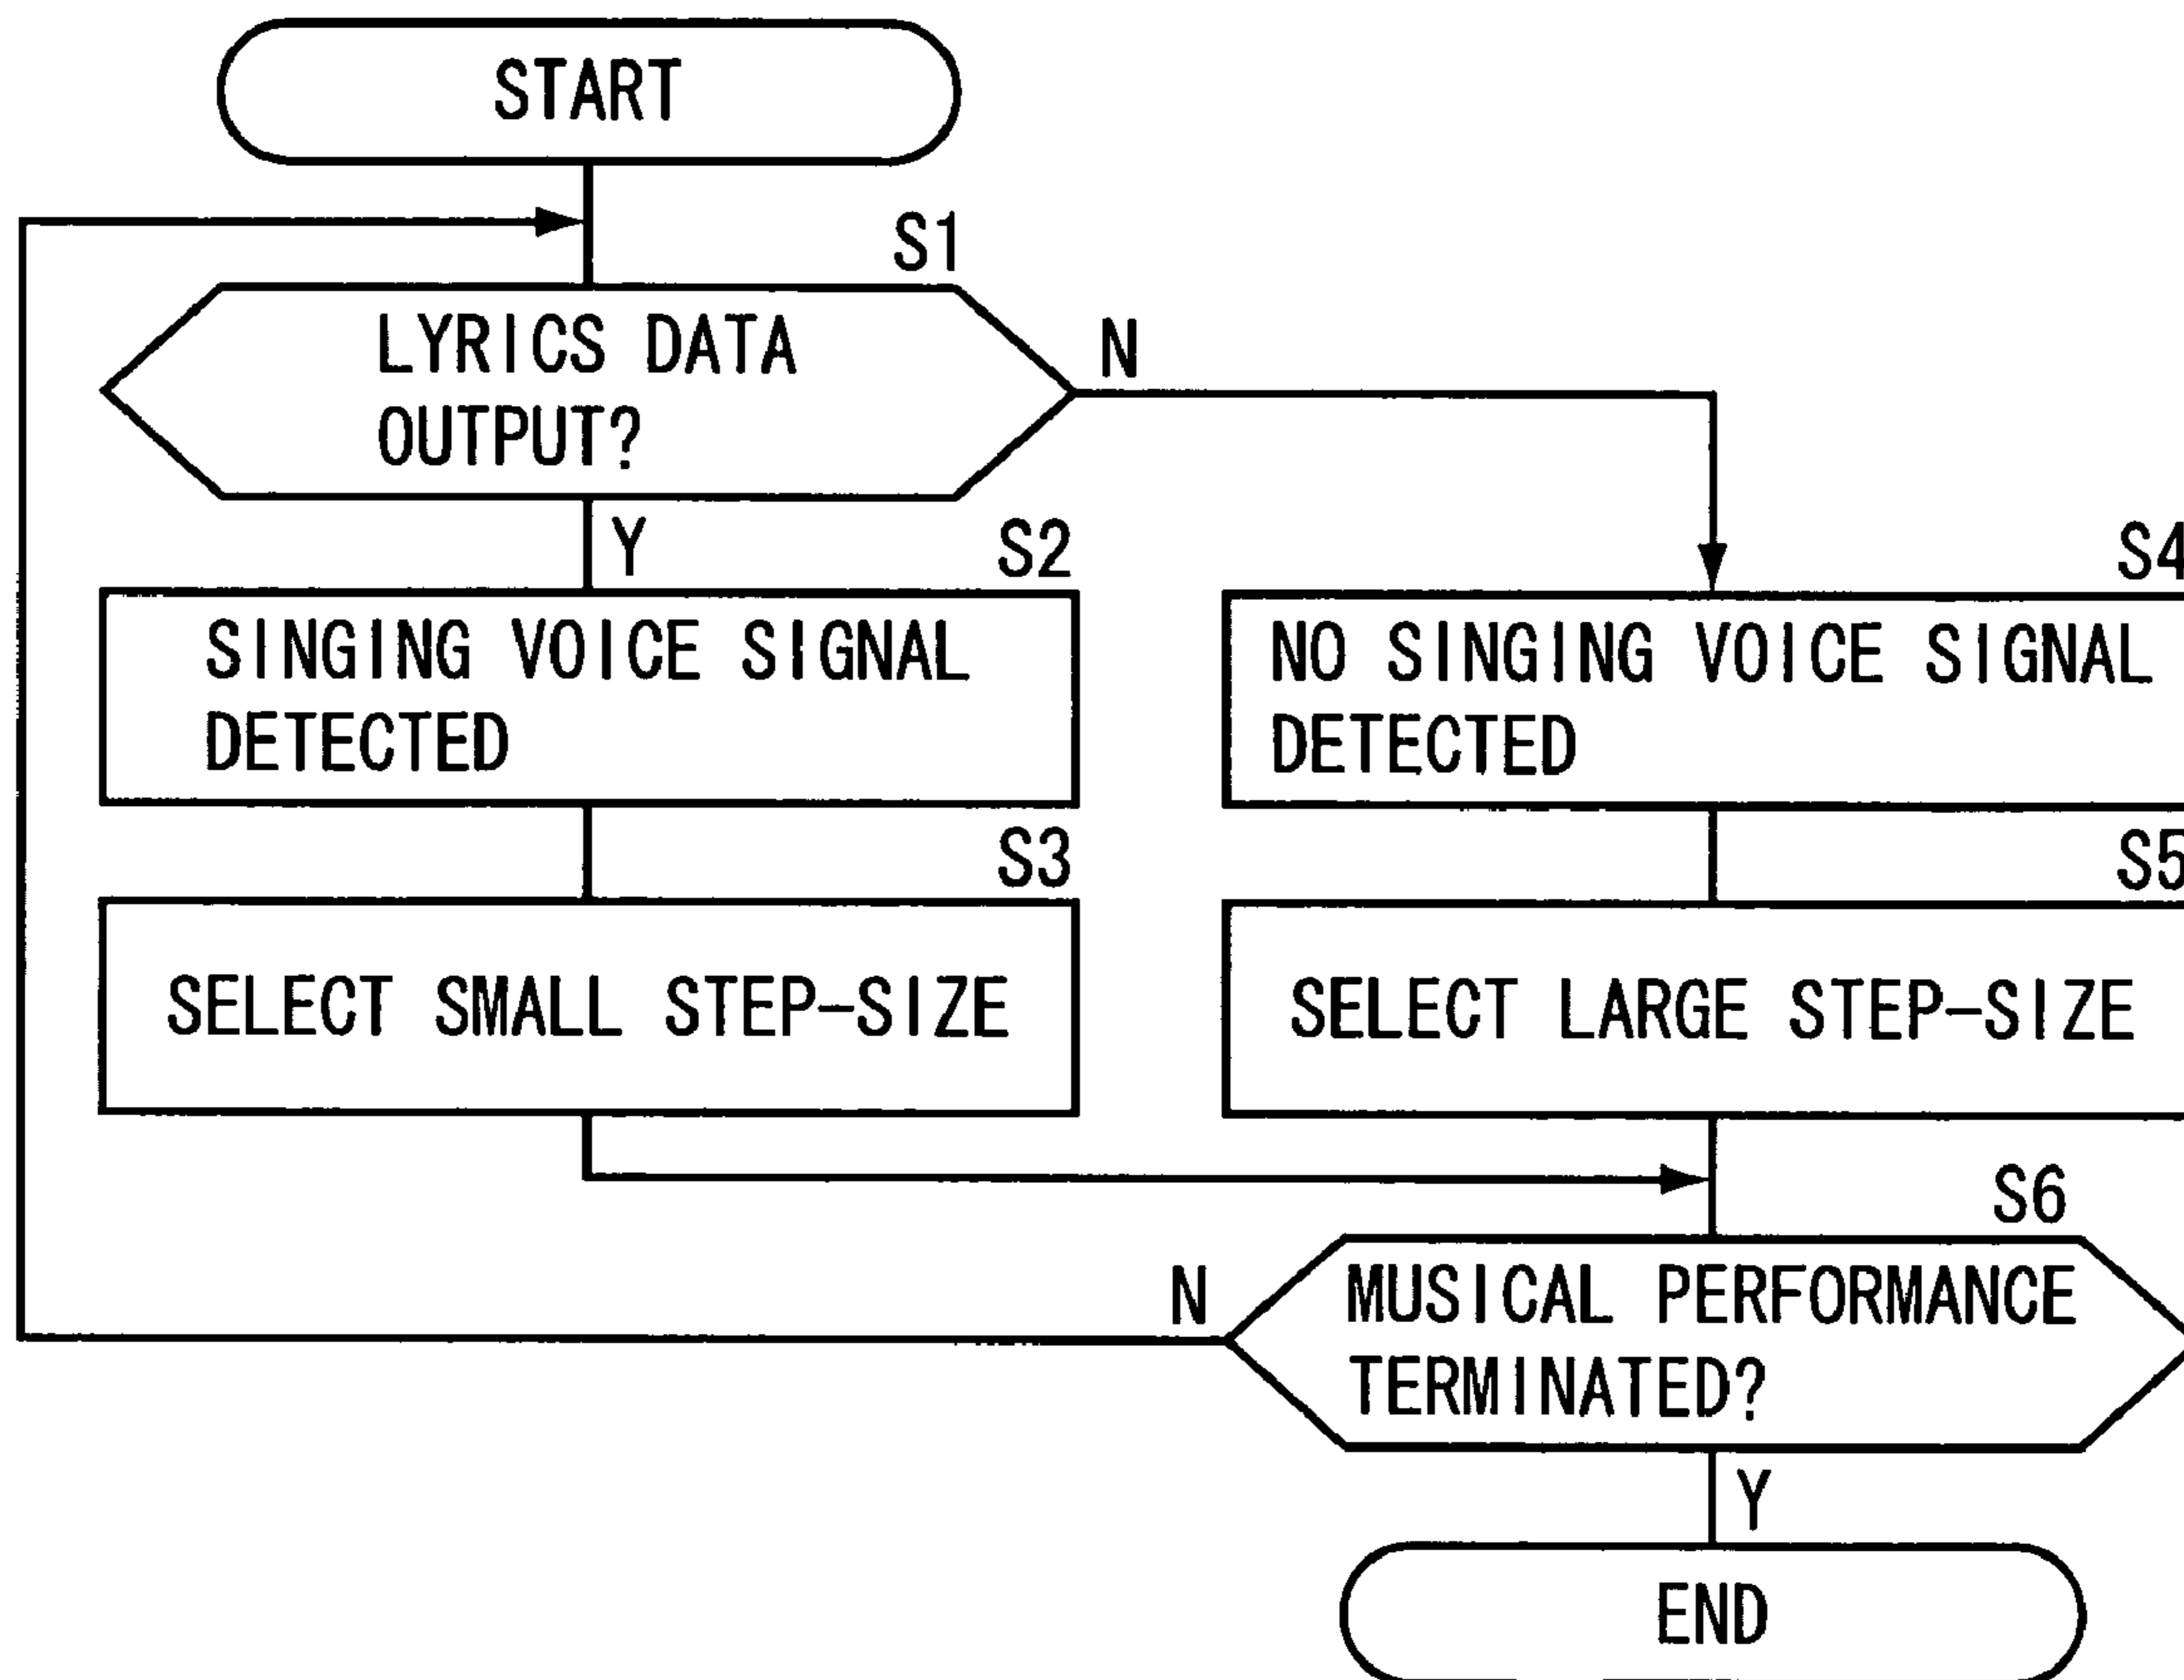 START
S1
LYRICS DATA
OUTPUT?
N
Y
S2
SINGING VOICE SIGNAL
DETECTED
S3
SELECT SMALL STEP-SIZE
S4
NO SINGING VOICE SIGNAL
DETECTED
S5
SELECT LARGE STEP-SIZE
S6
MUSICAL PERFORMANCE
TERMINATED?
N
Y
END